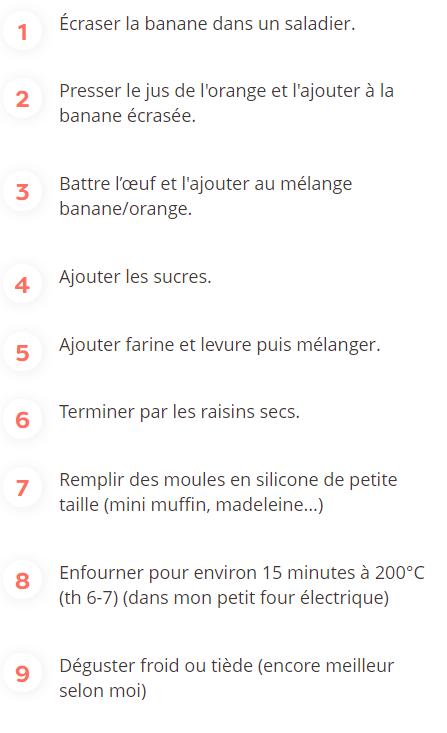 1 Écraser la banane dans un saladier.
2 Presser le jus de l'orange et l'ajouter à la
banane écrasée.
3 Battre l’œuf et l'ajouter au mélange
banane/orange.
4 Ajouter les sucres.
5 Ajouter farine et levure puis mélanger.
6 Terminer par les raisins secs.
7 Remplir des moules en silicone de petite
taille (mini muffin, madeleine...)
8 Enfourner pour environ 15 minutes à 200°C
(th 6-7) (dans mon petit four électrique)
9 Déguster froid ou tiède (encore meilleur
selon moi)